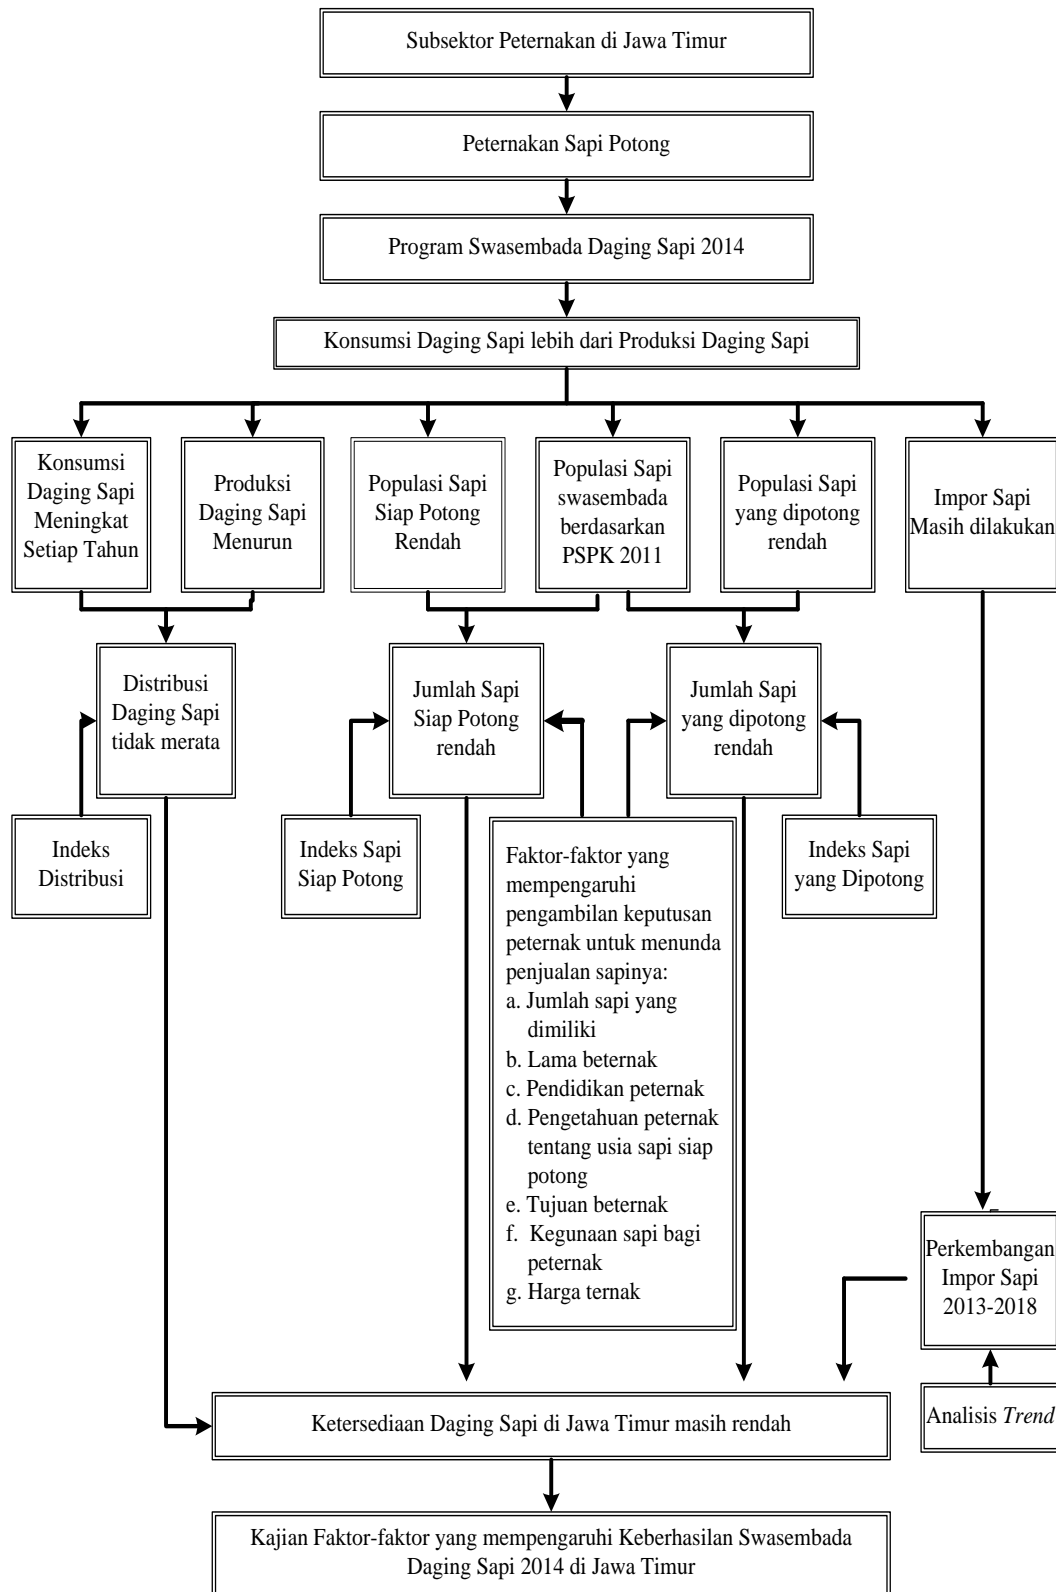 Subsektor Peternakan di Jawa Timur
Peternakan Sapi Potong
Program Swasembada Daging Sapi 2014
Konsumsi Daging Sapi lebih dari Produksi Daging Sapi
Konsumsi
Daging Sapi
Meningkat
Setiap Tahun
Produksi
Daging Sapi
Menurun
Populasi Sapi
Siap Potong
Rendah
Populasi Sapi
swasembada
berdasarkan
PSPK 2011
Populasi Sapi
yang dipotong
rendah
Impor Sapi
Masih dilakukan
Distribusi
Daging Sapi
tidak merata
Jumlah Sapi
Siap Potong
rendah
Jumlah Sapi
yang dipotong
rendah
Indeks
Distribusi
Indeks Sapi
Siap Potong
Faktor-faktor yang
mempengaruhi
pengambilan keputusan
peternak untuk menunda
penjualan sapinya:
a. Jumlah sapi yang
dimiliki
b. Lama beternak
c. Pendidikan peternak
d. Pengetahuan peternak
tentang usia sapi siap
potong
e. Tujuan beternak
f. Kegunaan sapi bagi
peternak
g. Harga ternak
Indeks Sapi
yang Dipotong
Perkembangan
Impor Sapi
2013-2018
Analisis Trend
Ketersediaan Daging Sapi di Jawa Timur masih rendah
Kajian Faktor-faktor yang mempengaruhi Keberhasilan Swasembada
Daging Sapi 2014 di Jawa Timur